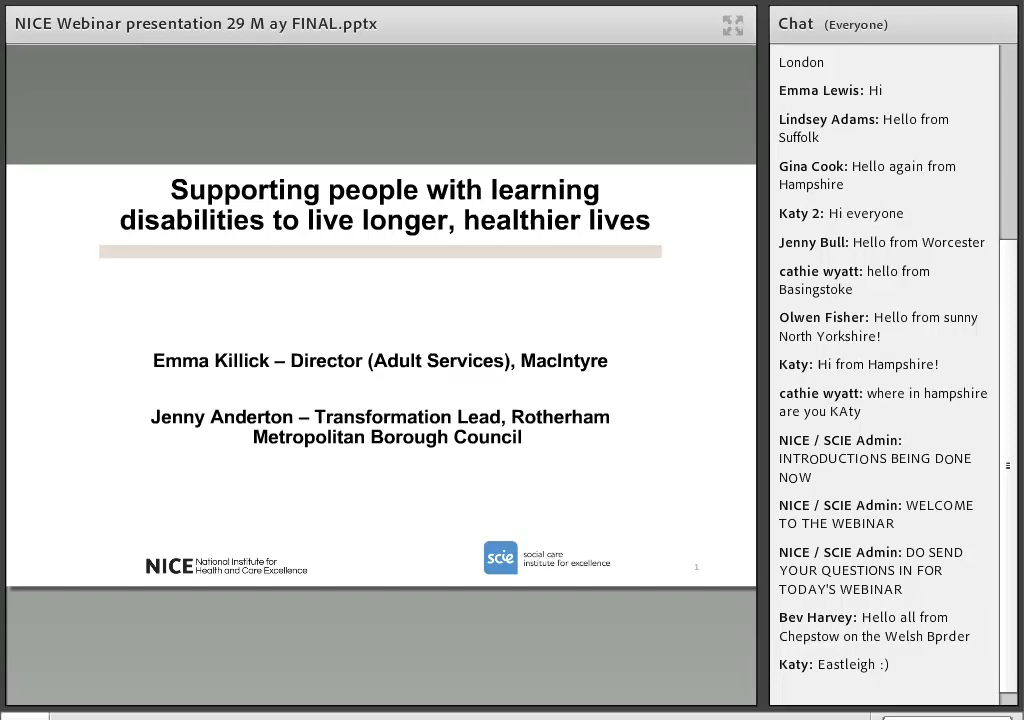 NICE Webinar presentation 29 M ay FINAL.pptx
Supporting people with learning
disabilities to live longer, healthier lives
Emma Killick – Director (Adult Services), MacIntyre
Jenny Anderton – Transformation Lead, Rotherham
Metropolitan Borough Council
NICE National Institute for
Health and Care Excellence
scie social care
institute for excellence
1
Chat (Everyone)
London
Emma Lewis: Hi
Lindsey Adams: Hello from
Suffolk
Gina Cook: Hello again from
Hampshire
Katy 2: Hi everyone
Jenny Bull: Hello from Worcester
cathie wyatt: hello from
Basingstoke
Olwen Fisher: Hello from sunny
North Yorkshire!
Katy: Hi from Hampshire!
cathie wyatt: where in hampshire
are you KAty
NICE / SCIE Admin:
INTRODUCTIONS BEING DONE
NOW
NICE / SCIE Admin: WELCOME
TO THE WEBINAR
NICE / SCIE Admin: DO SEND
YOUR QUESTIONS IN FOR
TODAY'S WEBINAR
Bev Harvey: Hello all from
Chepstow on the Welsh Bprder
Katy: Eastleigh :)